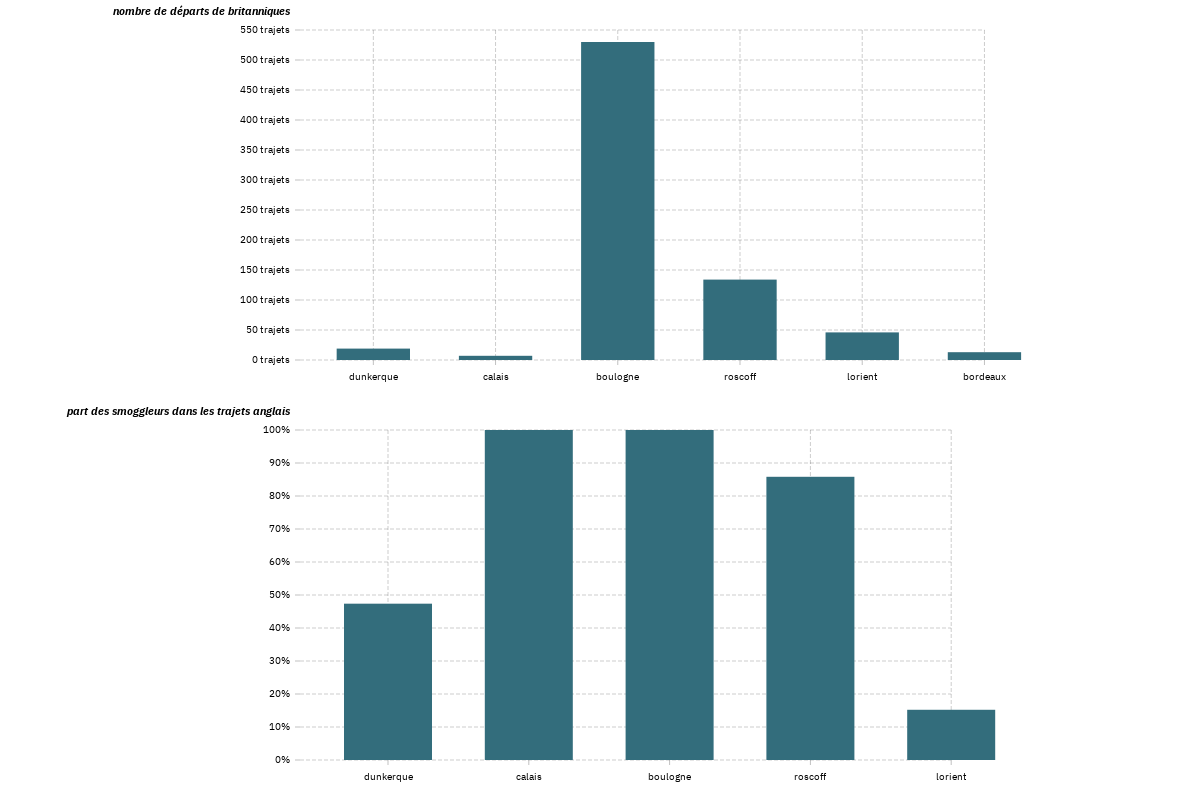 nombre de départs de britanniques
550 trajets
500 trajets
450 trajets
400 trajets
350 trajets
300 trajets
250 trajets
200 trajets
150 trajets
100 trajets
50 trajets
0 trajets
dunkerque calais boulogne roscoff lorient bordeaux
part des smoggleurs dans les trajets anglais
100%
90%
80%
70%
60%
50%
40%
30%
20%
10%
0%
dunkerque calais boulogne roscoff lorient